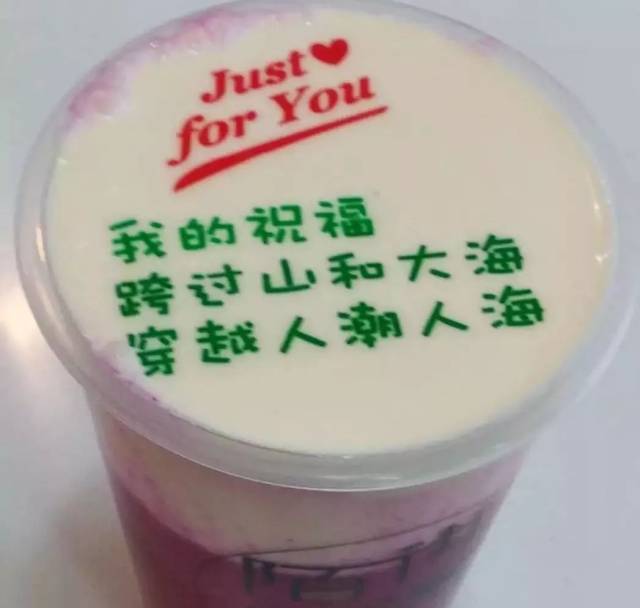 Just♥
for You
我的祝福
跨过山和大海
穿越人潮人海